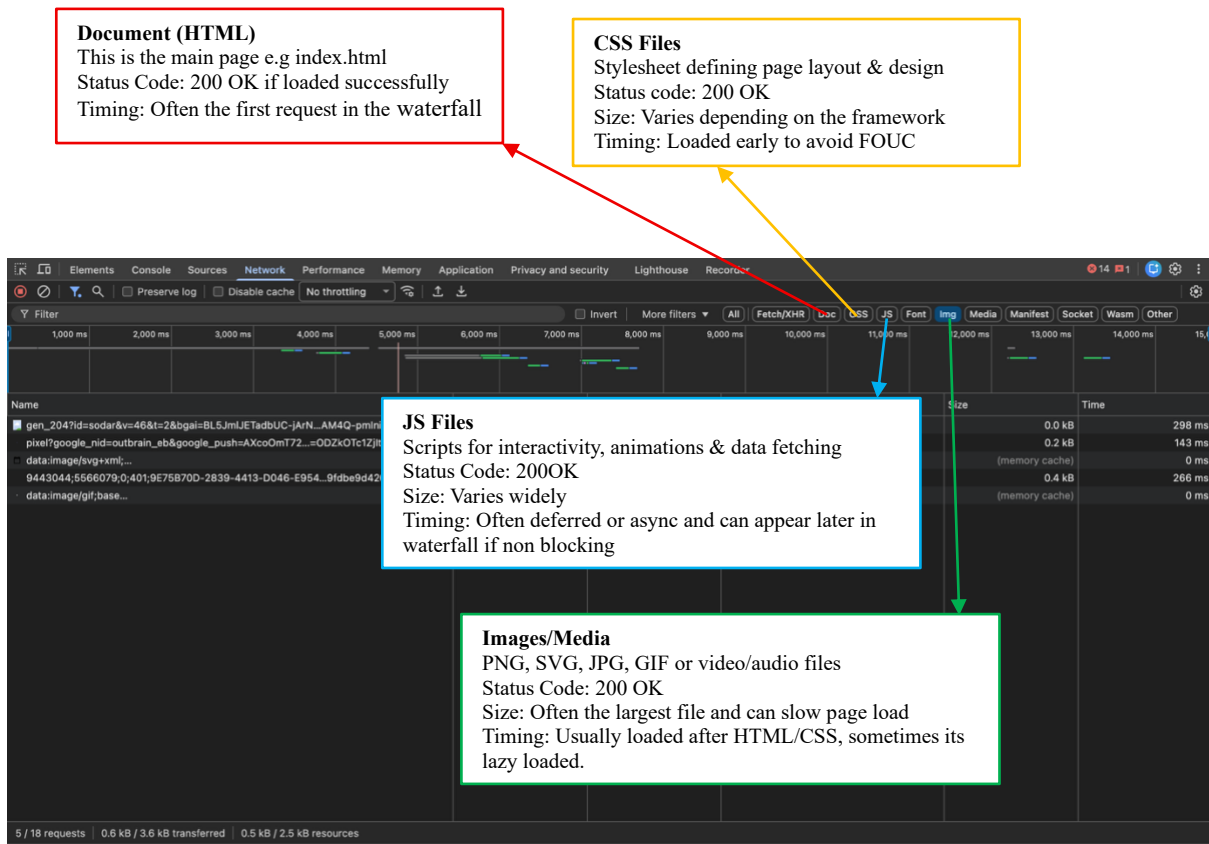 Document (HTML)
This is the main page e.g index.html
Status Code: 200 OK if loaded successfully
Timing: Often the first request in the waterfall
CSS Files
Stylesheet defining page layout & design
Status code: 200 OK
Size: Varies depending on the framework
Timing: Loaded early to avoid FOUC
Elements Console Sources Network Performance Memory Application Privacy and security Lighthouse Recorder 14 1
Preserve log Disable cache No throttling
Filter Invert More filters All Fetch/XHR Doc CSS JS Font Img Media Manifest Socket Wasm Other
1,000 ms 2,000 ms 3,000 ms 4,000 ms 5,000 ms 6,000 ms 7,000 ms 8,000 ms 9,000 ms 10,000 ms 11,000 ms 12,000 ms 13,000 ms 14,000 ms
Name Size Time
gen_204?id=sodar&v=46&t=2&bgai=BL5JmlJETadbUC-jArN...AM4Q-pmlni 0.0 kB 298 ms
pixel?google_nid=outbrain_eb&google_push=AXcoOmT72...=ODZkOTc1Zjlt 0.2 kB 143 ms
data:image/svg+xml;... (memory cache) 0 ms
9443044;5566079;0;401;9E75B70D-2839-4413-D046-E954...9fdbe9d420 0.4 kB 266 ms
data:image/gif;base... (memory cache) 0 ms
JS Files
Scripts for interactivity, animations & data fetching
Status Code: 200OK
Size: Varies widely
Timing: Often deferred or async and can appear later in
waterfall if non blocking
Images/Media
PNG, SVG, JPG, GIF or video/audio files
Status Code: 200 OK
Size: Often the largest file and can slow page load
Timing: Usually loaded after HTML/CSS, sometimes its
lazy loaded.
5 / 18 requests 0.6 kB / 3.6 kB transferred 0.5 kB / 2.5 kB resources